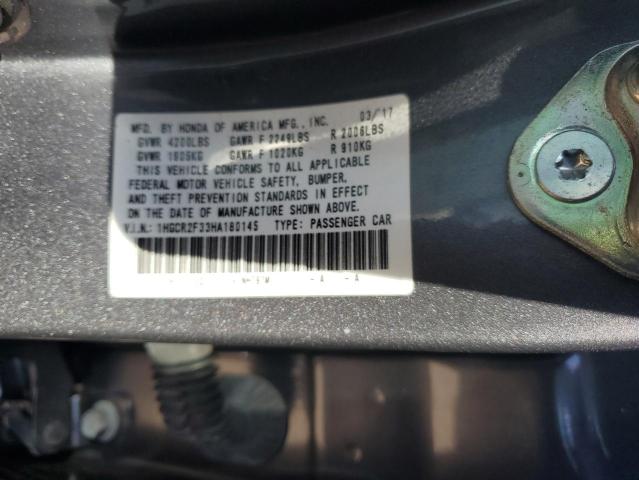 MFD. BY HONDA OF AMERICA MFG., INC. 03/17
GVWR 4200LBS GAWR F 2249LBS R 2006LBS
GVWR 1905KG GAWR F 1020KG R 910KG
THIS VEHICLE CONFORMS TO ALL APPLICABLE
FEDERAL MOTOR VEHICLE SAFETY, BUMPER,
AND THEFT PREVENTION STANDARDS IN EFFECT
ON THE DATE OF MANUFACTURE SHOWN ABOVE.
V.I.N.: 1HGCR2F33HA180145 TYPE: PASSENGER CAR